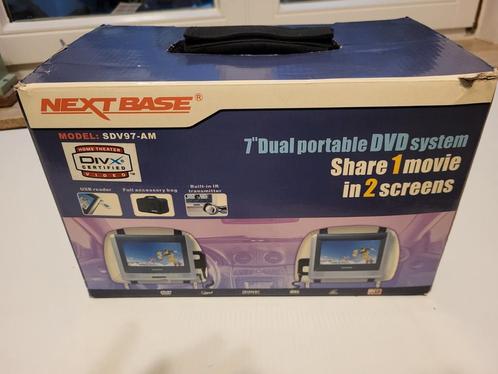 NEXTBASE®
MODEL: SDV97-AM
HOME THEATER
DIVX
CERTIFIED
VIDEO
USB reader
Full accessory bag
Built-in IR
transmitter
7"Dual portable DVD system
Share 1 movie
in 2 screens